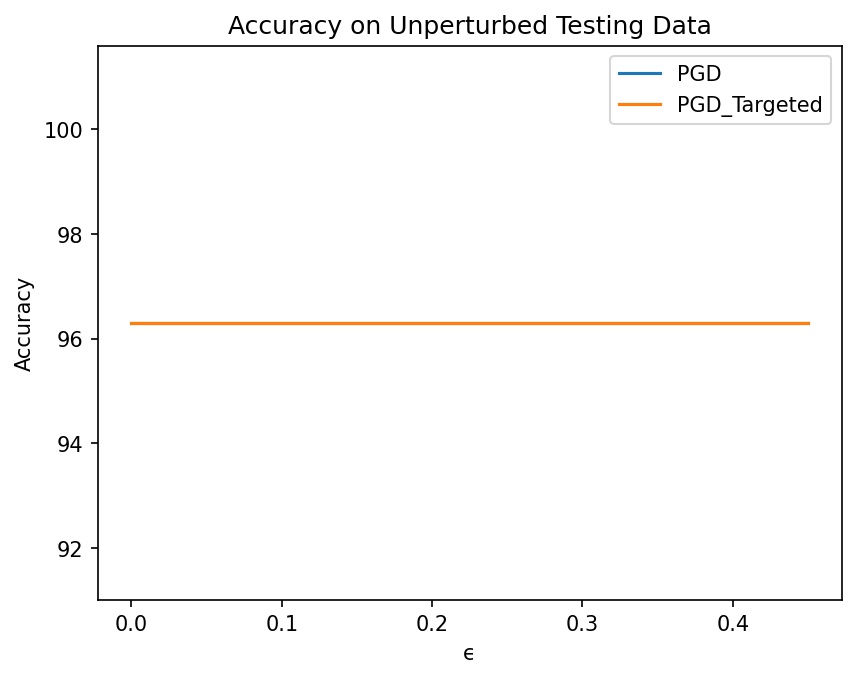 Accuracy on Unperturbed Testing Data
PGD
PGD_Targeted
Accuracy
100
98
96
94
92
0.0
0.1
0.2
0.3
0.4
ϵ